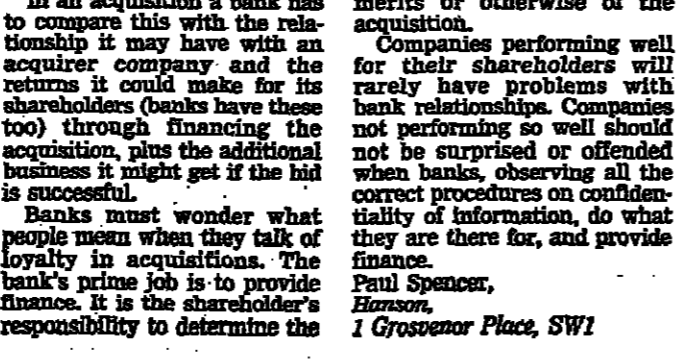 In an acquisition a bank has
to compare this with the rela-
tionship it may have with an
acquirer company and the
returns it could make for its
shareholders (banks have these
too) through financing the
acquisition, plus the additional
business it might get if the bid
is successful.
Banks must wonder what
people mean when they talk of
loyalty in acquisitions. The
bank's prime job is to provide
finance. It is the shareholder's
responsibility to determine the
merits or otherwise of the
acquisition.
Companies performing well
for their shareholders will
rarely have problems with
bank relationships. Companies
not performing so well should
not be surprised or offended
when banks, observing all the
correct procedures on confiden-
tiality of information, do what
they are there for, and provide
finance.
Paul Spencer,
Hanson,
1 Grosvenor Place, SW1